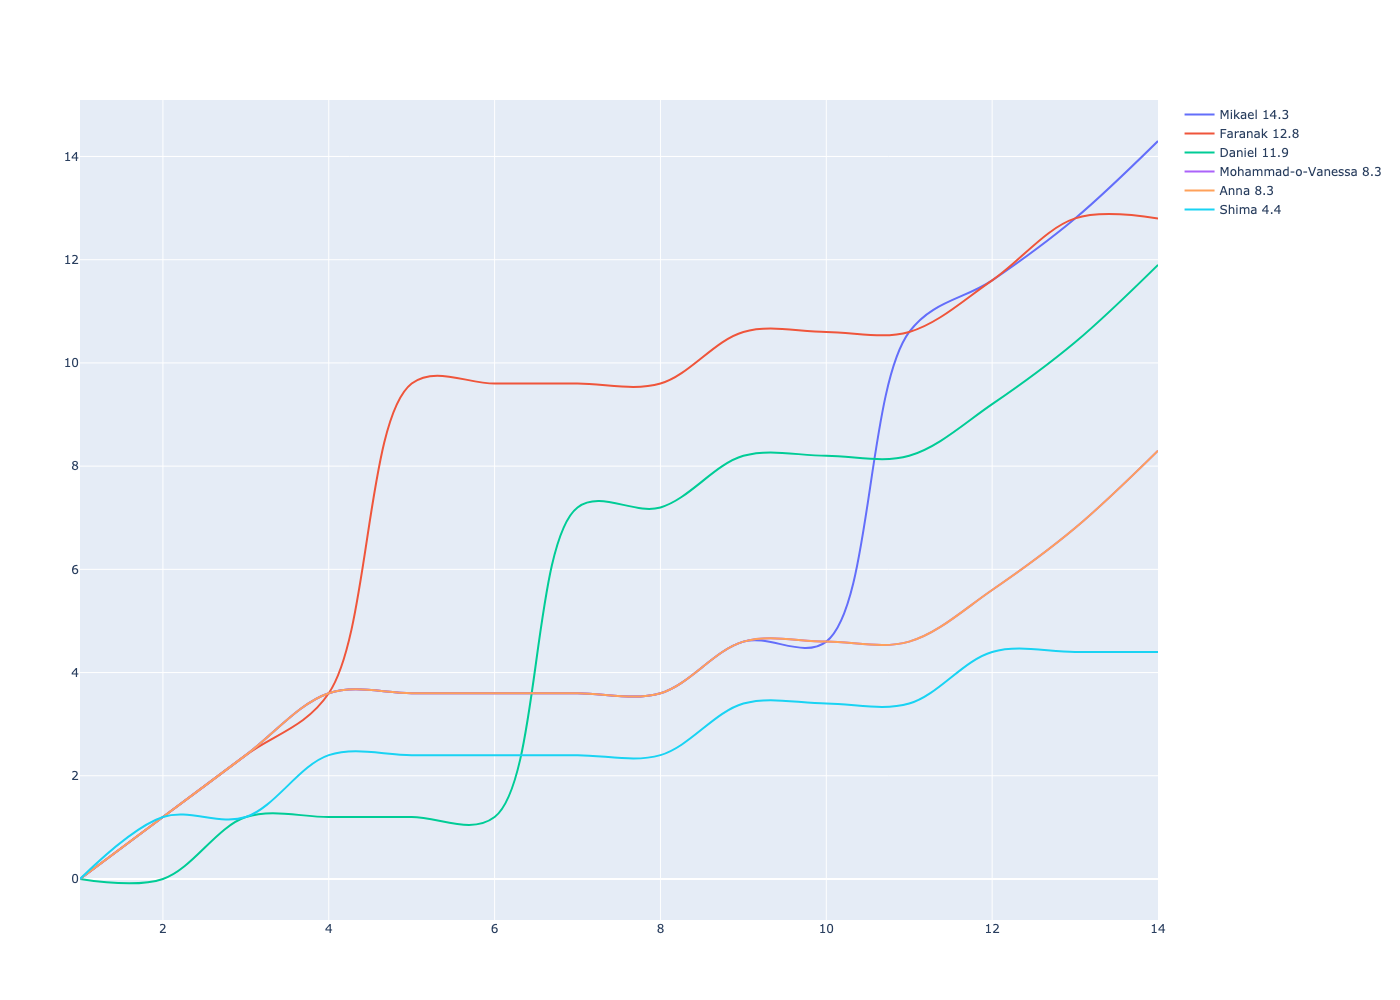 Mikael 14.3
Faranak 12.8
Daniel 11.9
Mohammad-o-Vanessa 8.3
Anna 8.3
Shima 4.4
14
12
10
8
6
4
2
0
2 4 6 8 10 12 14